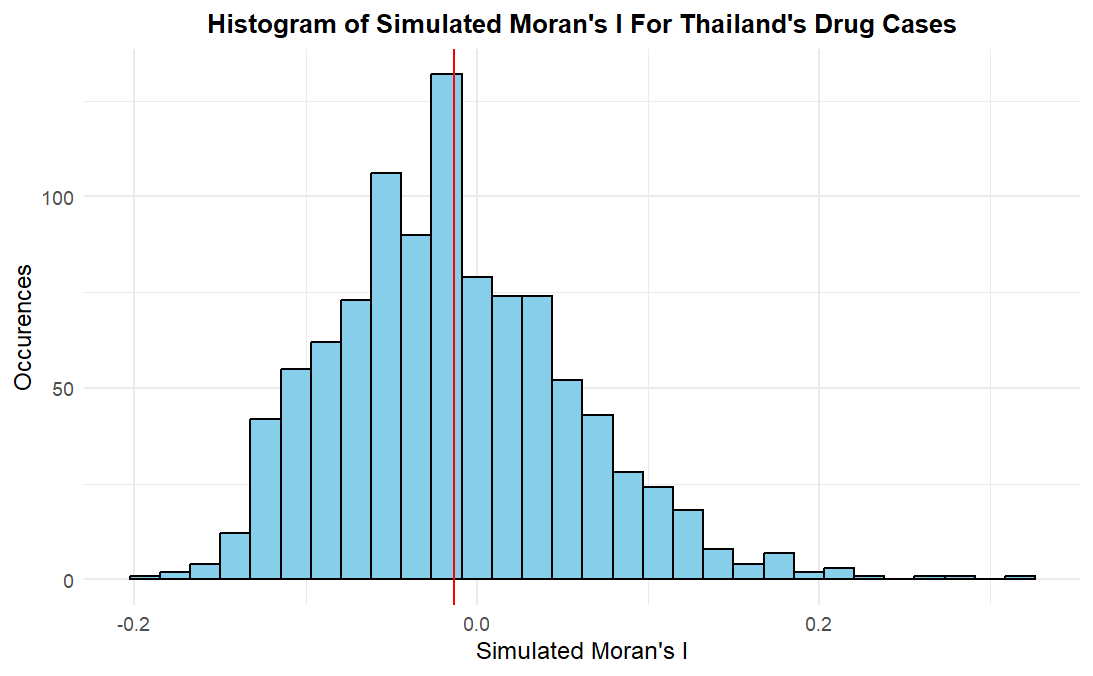 Histogram of Simulated Moran's I For Thailand's Drug Cases
Occurences
100
50
0
-0.2
0.0
0.2
Simulated Moran's I